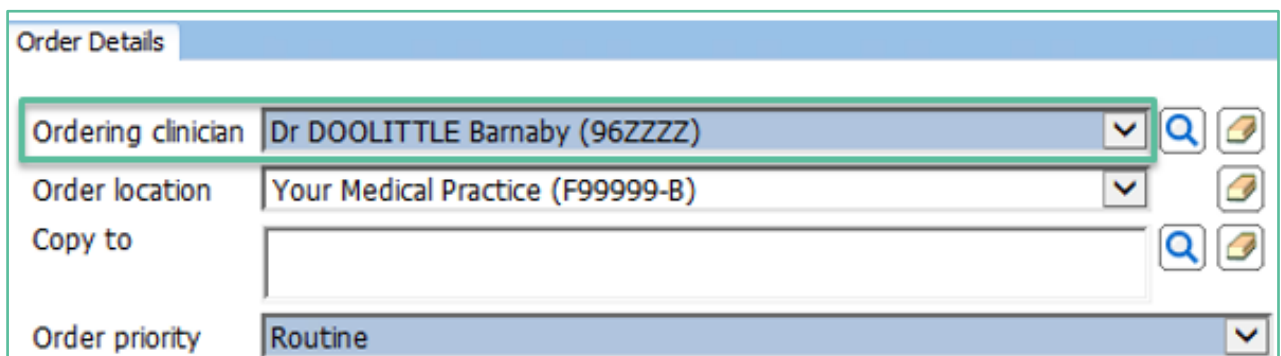 Order Details
Ordering clinician Dr DOOLITTLE Barnaby (96ZZZZ)
Order location Your Medical Practice (F99999-B)
Copy to
Order priority Routine